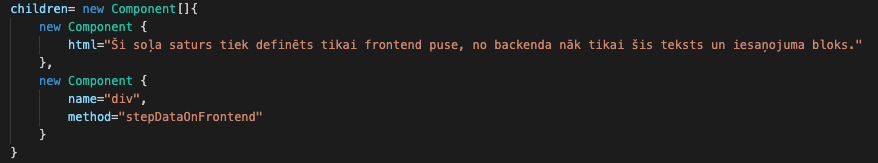 children= new Component[]{
new Component {
html="Šī soļa saturs tiek definēts tikai frontend puse, no backenda nāk tikai šis teksts un iesaņojuma bloks."
},
new Component {
name="div",
method="stepDataOnFrontend"
}
}